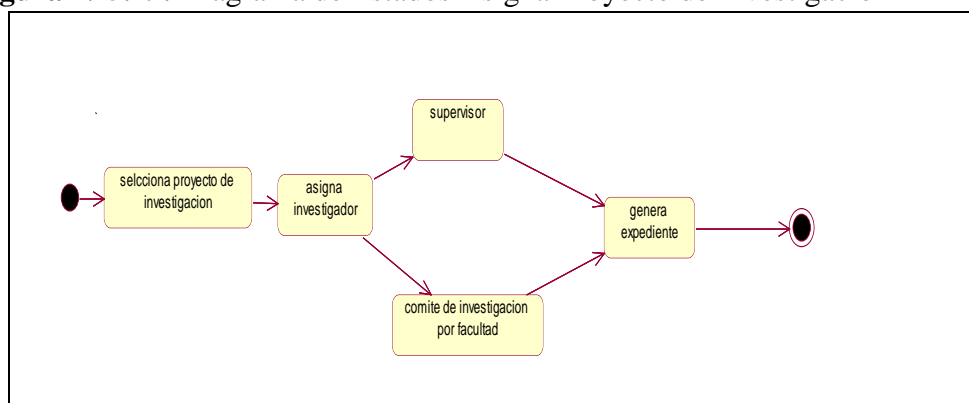 supervisor
selcciona proyecto de
investigacion
asigna
investigador
genera
expediente
comite de investigacion
por facultad